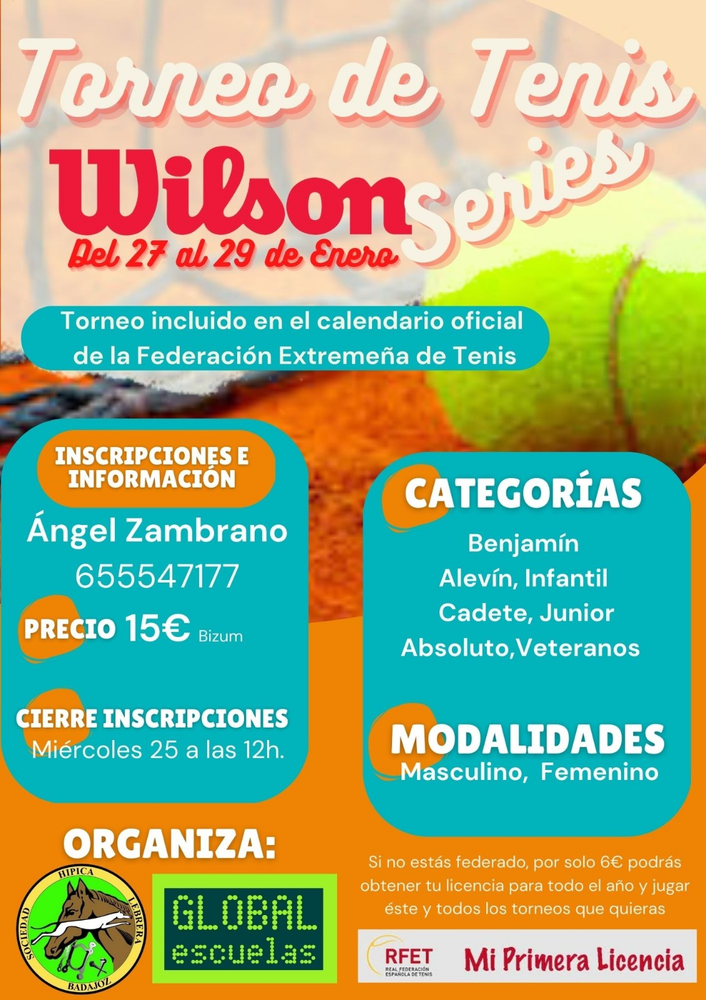 Torneo de Tenis
Wilson Series
Del 27 al 29 de Enero
Torneo incluido en el calendario oficial
de la Federación Extremeña de Tenis
INSCRIPCIONES E
INFORMACIÓN
Ángel Zambrano
655547177
PRECIO 15€ Bizum
CIERRE INSCRIPCIONES
Miércoles 25 a las 12h.
CATEGORÍAS
Benjamín
Alevín, Infantil
Cadete, Junior
Absoluto,Veteranos
MODALIDADES
Masculino, Femenino
ORGANIZA:
SOCIEDAD HIPICA LEBRERA
BADAJOZ
GLOBAL
escuelas
Si no estás federado, por solo 6€ podrás
obtener tu licencia para todo el año y jugar
éste y todos los torneos que quieras
RFET
REAL FEDERACIÓN
ESPAÑOLA DE TENIS
Mi Primera Licencia